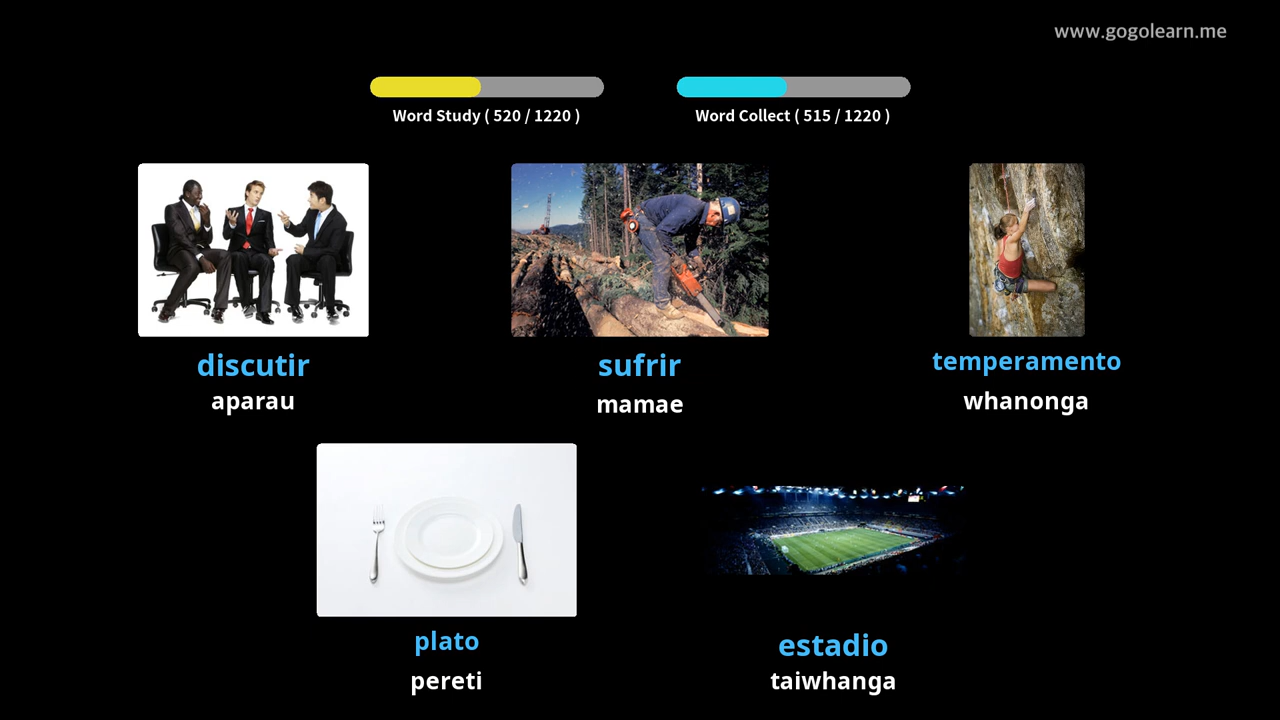 www.gogolearn.me
Word Study ( 520 / 1220 )
Word Collect ( 515 / 1220 )
discutir
aparau
sufrir
mamae
temperamento
whanonga
plato
pereti
estadio
taiwhanga